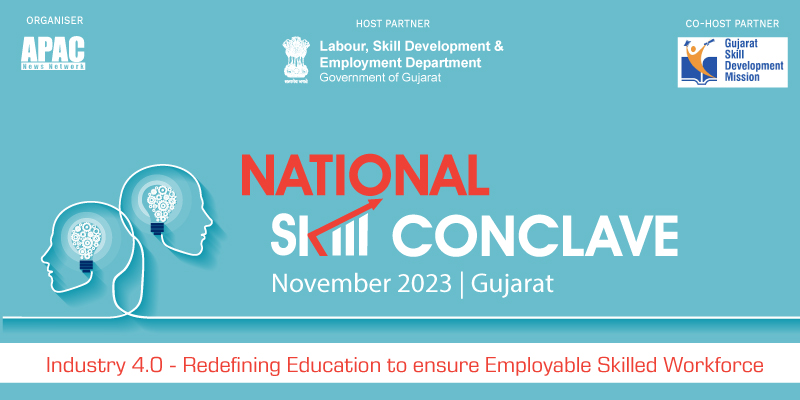 ORGANISER
APAC
News Network
HOST PARTNER
Labour, Skill Development &
Employment Department
Government of Gujarat
CO-HOST PARTNER
Gujarat
Skill
Development
Mission
NATIONAL
Skill CONCLAVE
November 2023 | Gujarat
Industry 4.0 - Redefining Education to ensure Employable Skilled Workforce